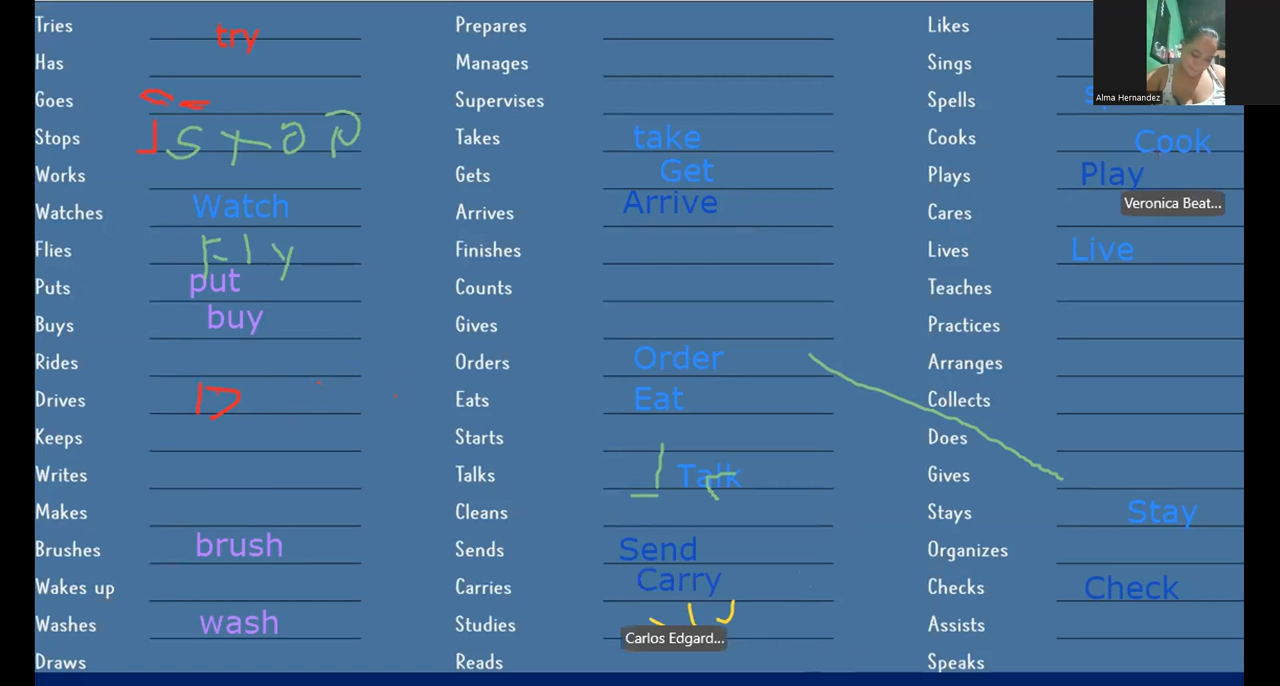 Tries try
Has
Goes
Stops STOP
Works
Watches Watch
Flies Fly
Puts put
Buys buy
Rides
Drives D
Keeps
Writes
Makes
Brushes brush
Wakes up
Washes wash
Draws
Prepares
Manages
Supervises
Takes take
Gets Get
Arrives Arrive
Finishes
Counts
Gives
Orders Order
Eats Eat
Starts
Talks Talk
Cleans
Sends Send
Carries Carry
Studies
Carlos Edgard...
Reads
Likes
Sings
Spells
Cooks Cook
Plays Play
Cares
Lives Live
Teaches
Practices
Arranges
Collects
Does
Gives
Stays Stay
Organizes
Checks Check
Assists
Speaks
Alma Hernandez
Veronica Beat...